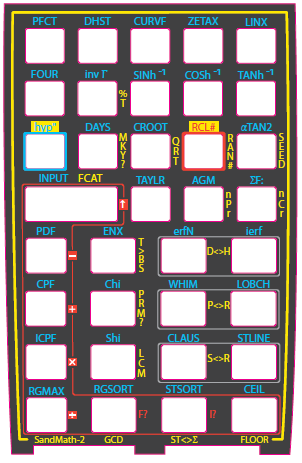 PFCT DHST CURVF ZETAX LINX
FOUR inv Γ SINh⁻¹ COSh⁻¹ TANh⁻¹
%T
hyp" DAYS CROOT RCL# αTAN2
MKY? QRT RAN# SEED
INPUT FCAT TAYLR AGM ΣF:
↑ nPr nCr
PDF ENX erfN ierf
− T>BS D<>H
CPF Chi WHIM LOBCH
+ PRM? P<>R
ICPF Shi CLAUS STLINE
× LCM S<>R
RGMAX RGSORT STSORT CEIL
F? I?
SandMath-2 GCD ST<>Σ FLOOR